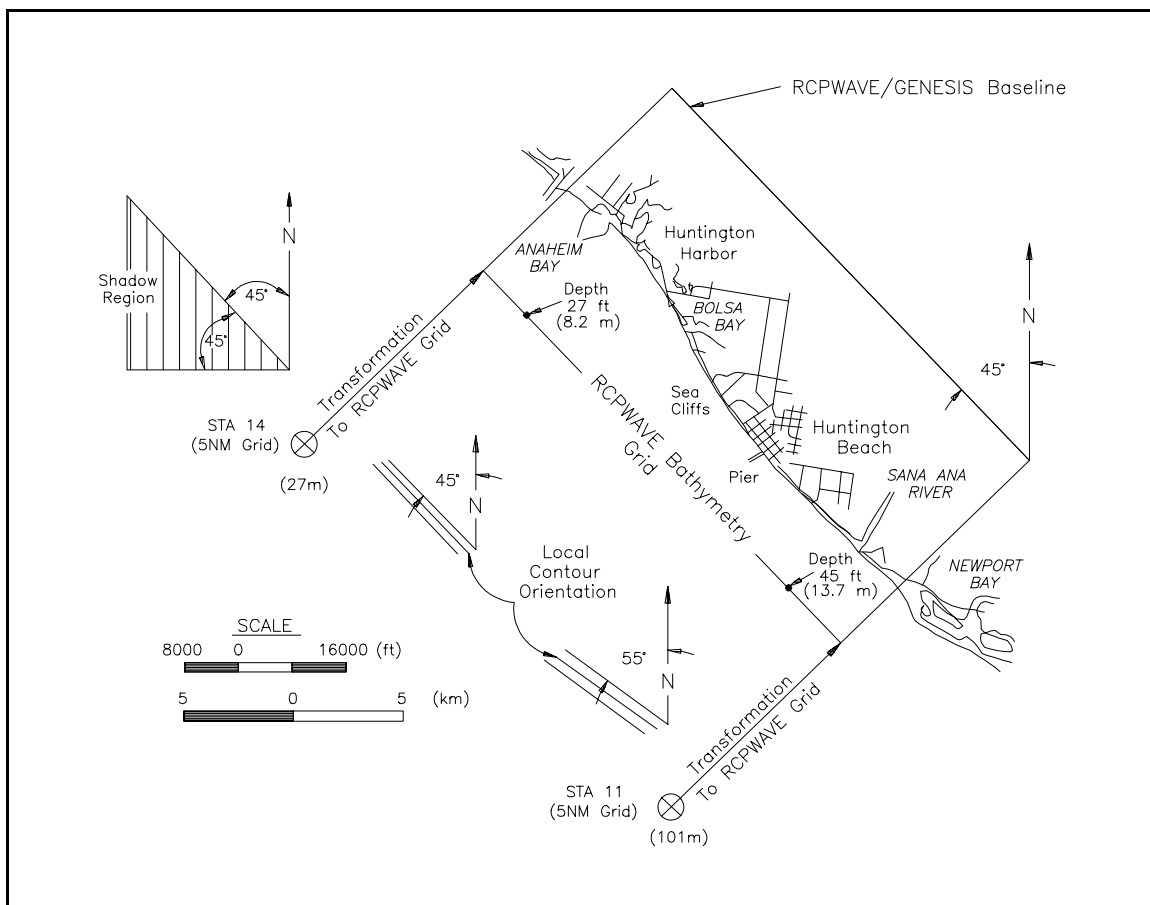 RCPWAVE/GENESIS Baseline
N
Shadow
Region
45°
45°
ANAHEIM
BAY
Huntington
Harbor
Depth
27 ft
(8.2 m)
BOLSA
BAY
N
45°
Transformation
To RCPWAVE Grid
STA 14
(5NM Grid)
(27m)
RCPWAVE Bathymetry
Grid
Sea
Cliffs
Huntington
Beach
Pier
SANA ANA
RIVER
45°
N
Local
Contour
Orientation
Depth
45 ft
(13.7 m)
NEWPORT
BAY
SCALE
8000 0 16000 (ft)
5 0 5 (km)
55°
N
Transformation
To RCPWAVE Grid
STA 11
(5NM Grid)
(101m)